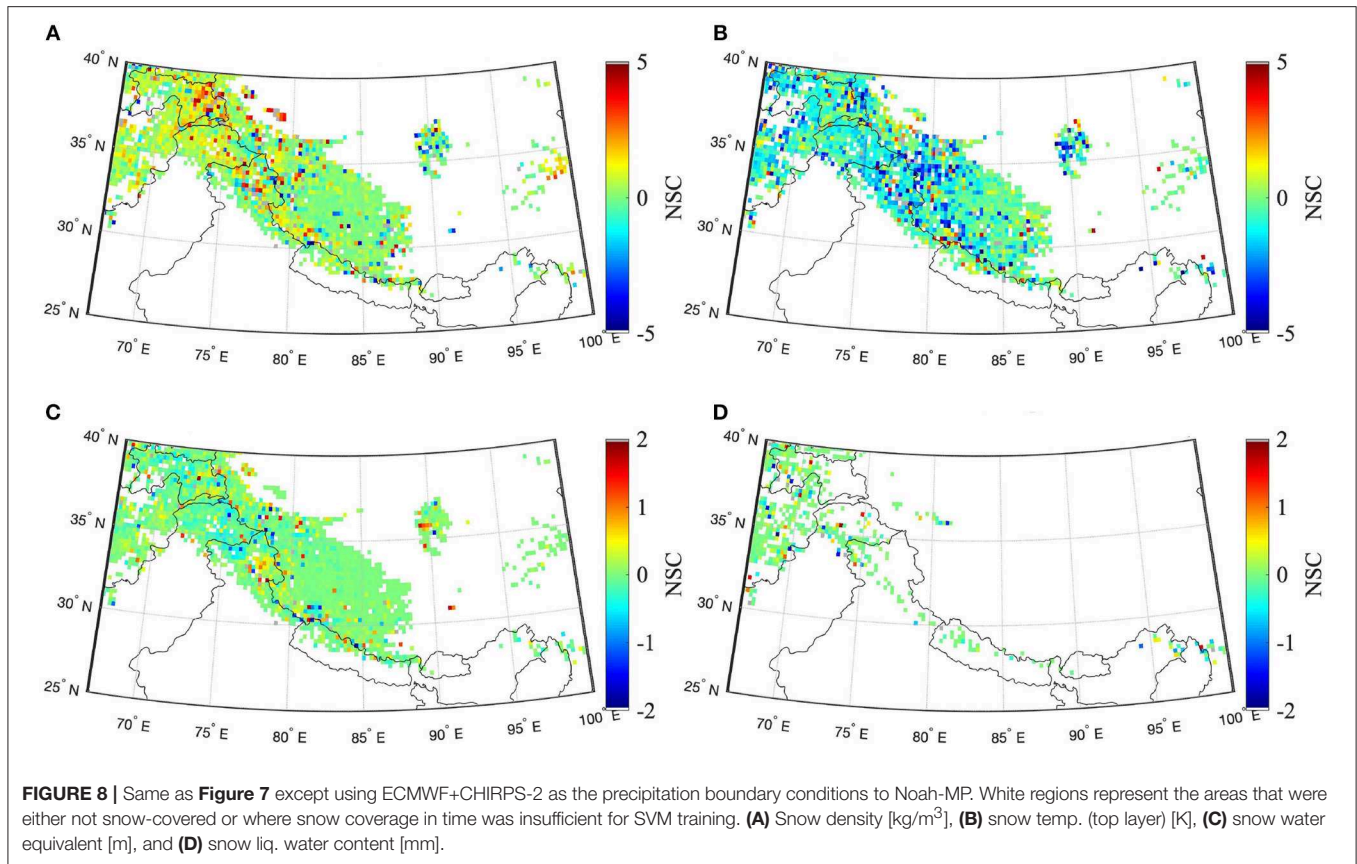 A
40° N
35° N
30° N
25° N
70° E
75° E
80° E
85° E
90° E
95° E
100° E
5
0
-5
NSC
B
40° N
35° N
30° N
25° N
70° E
75° E
80° E
85° E
90° E
95° E
100° E
5
0
-5
NSC
C
40° N
35° N
30° N
25° N
70° E
75° E
80° E
85° E
90° E
95° E
100° E
2
1
0
-1
-2
NSC
D
40° N
35° N
30° N
25° N
70° E
75° E
80° E
85° E
90° E
95° E
100° E
2
1
0
-1
-2
NSC
FIGURE 8 | Same as Figure 7 except using ECMWF+CHIRPS-2 as the precipitation boundary conditions to Noah-MP. White regions represent the areas that were
either not snow-covered or where snow coverage in time was insufficient for SVM training. (A) Snow density [kg/m³], (B) snow temp. (top layer) [K], (C) snow water
equivalent [m], and (D) snow liq. water content [mm].